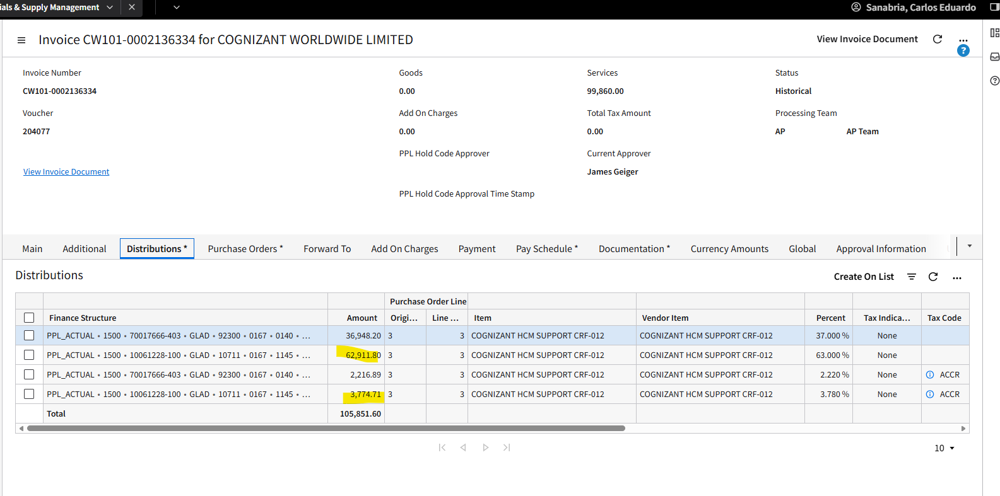 ials & Supply Management
Sanabria, Carlos Eduardo
Invoice CW101-0002136334 for COGNIZANT WORLDWIDE LIMITED
View Invoice Document
...
?
Invoice Number
Goods
Services
Status
CW101-0002136334
0.00
99,860.00
Historical
Voucher
Add On Charges
Total Tax Amount
Processing Team
204077
0.00
0.00
AP
AP Team
PPL Hold Code Approver
Current Approver
View Invoice Document
James Geiger
PPL Hold Code Approval Time Stamp
Main
Additional
Distributions *
Purchase Orders *
Forward To
Add On Charges
Payment
Pay Schedule *
Documentation *
Currency Amounts
Global
Approval Information
Distributions
Create On List
...
Purchase Order Line
Finance Structure
Amount
Origi...
Line ...
Item
Vendor Item
Percent
Tax Indica...
Tax Code
PPL_ACTUAL • 1500 • 70017666-403 • GLAD • 92300 • 0167 • 0140 • ...
36,948.20
3
3
COGNIZANT HCM SUPPORT CRF-012
COGNIZANT HCM SUPPORT CRF-012
37.000 %
None
PPL_ACTUAL • 1500 • 10061228-100 • GLAD • 10711 • 0167 • 1145 • ...
62,911.80
3
3
COGNIZANT HCM SUPPORT CRF-012
COGNIZANT HCM SUPPORT CRF-012
63.000 %
None
PPL_ACTUAL • 1500 • 70017666-403 • GLAD • 92300 • 0167 • 0140 • ...
2,216.89
3
3
COGNIZANT HCM SUPPORT CRF-012
COGNIZANT HCM SUPPORT CRF-012
2.220 %
None
ACCR
PPL_ACTUAL • 1500 • 10061228-100 • GLAD • 10711 • 0167 • 1145 • ...
3,774.71
3
3
COGNIZANT HCM SUPPORT CRF-012
COGNIZANT HCM SUPPORT CRF-012
3.780 %
None
ACCR
Total
105,851.60
10